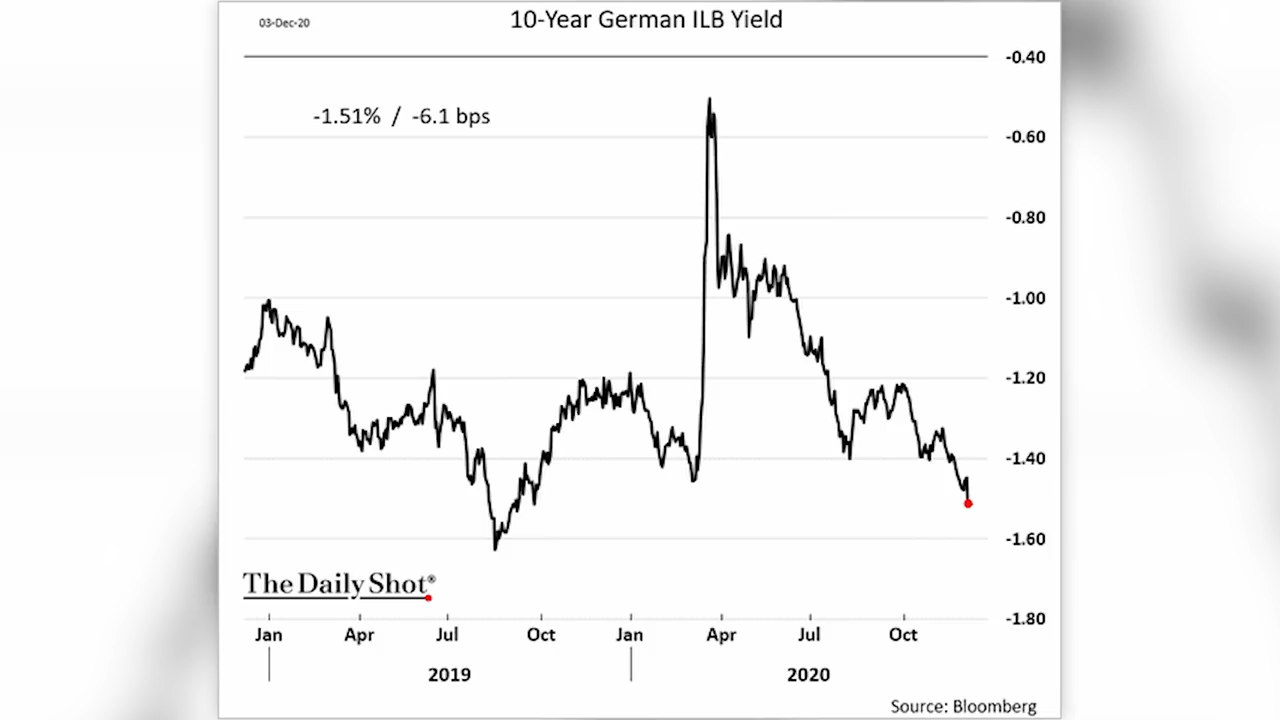 03-Dec-20
10-Year German ILB Yield
-0.40
-1.51% / -6.1 bps
-0.60
-0.80
-1.00
-1.20
-1.40
-1.60
The Daily Shot®
-1.80
Jan Apr Jul Oct Jan Apr Jul Oct
2019 2020
Source: Bloomberg